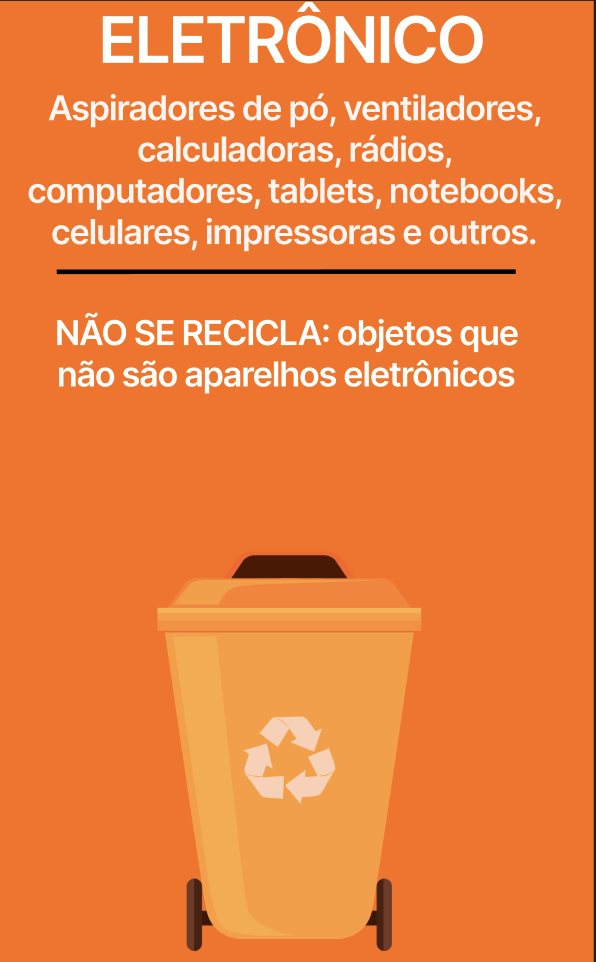 ELETRÔNICO
Aspiradores de pó, ventiladores,
calculadoras, rádios,
computadores, tablets, notebooks,
celulares, impressoras e outros.
NÃO SE RECICLA: objetos que
não são aparelhos eletrônicos